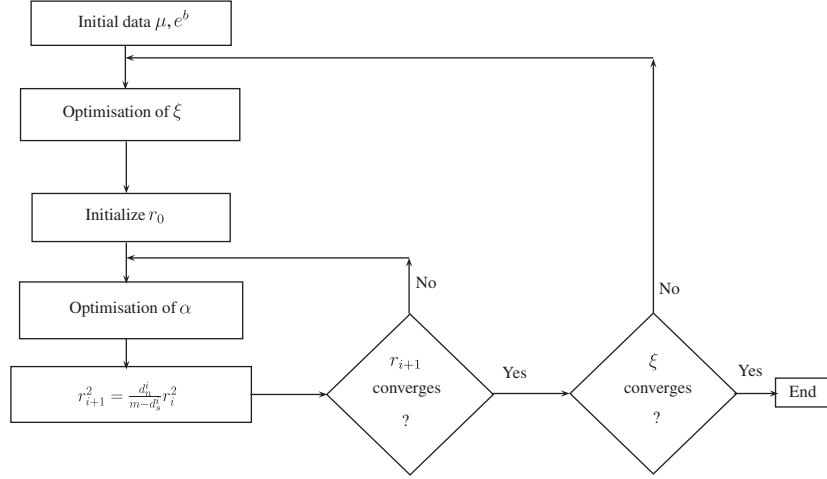 Initial data μ, e^b
Optimisation of ξ
Initialize r_0
Optimisation of α
r_{i+1}^2 = \frac{d_n^i}{m-d_s^i} r_i^2
No
r_{i+1}
converges
?
Yes
No
ξ
converges
?
Yes
End